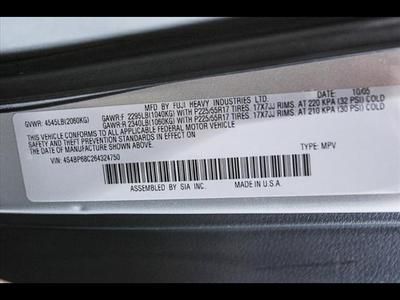 MFD BY FUJI HEAVY INDUSTRIES LTD. DATE: 10/05
GVWR: 4545LB(2060KG) GAWR:F 2295LB(1040KG) WITH P225/55R17 TIRES. 17X7JJ RIMS. AT 220 KPA (32 PSI) COLD
GAWR:R 2340LB(1060KG) WITH P225/55R17 TIRES. 17X7JJ RIMS. AT 210 KPA (30 PSI) COLD
THIS VEHICLE CONFORMS TO ALL APPLICABLE FEDERAL MOTOR VEHICLE
SAFETY AND THEFT PREVENTION STANDARDS IN
EFFECT ON THE DATE OF MANUFACTURE SHOWN ABOVE.
VIN: 4S4BP68C264324750 TYPE: MPV
ASSEMBLED BY SIA INC. MADE IN U.S.A.